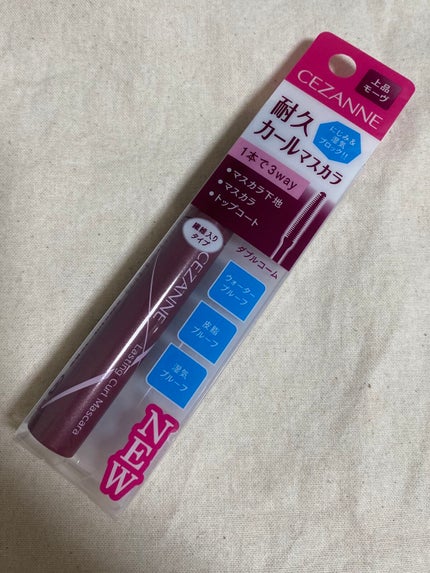 上品
モーヴ
CEZANNE
耐久
カールマスカラ
にじみ&
湿気
ブロック!!
1本で3way
●マスカラ下地
●マスカラ
●トップコート
ダブルコーム
繊維入り
タイプ
ウォーター
プルーフ
皮脂
プルーフ
湿気
プルーフ
CEZANNE
Lasting Curl Mascara
NEW